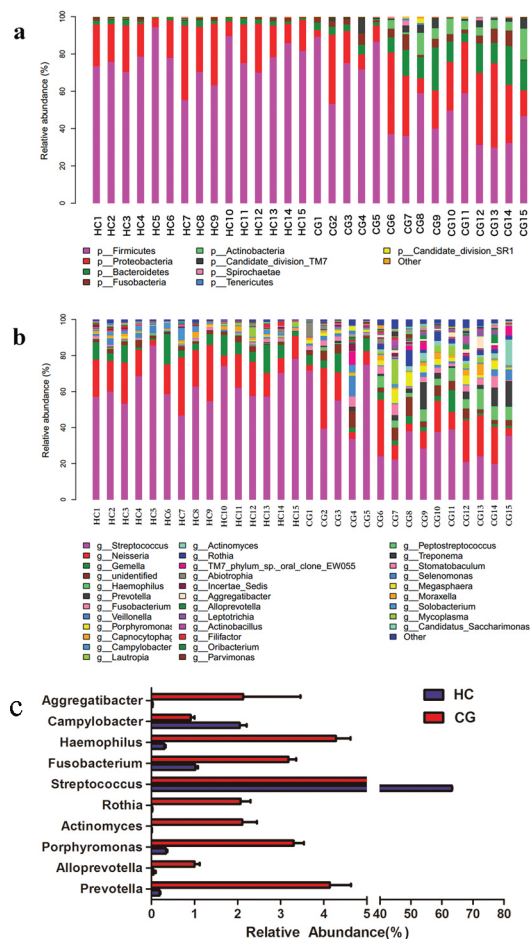 a
Relative abundance (%)
100
80
60
40
20
0
HC1 HC2 HC3 HC4 HC5 HC6 HC7 HC8 HC9 HC10 HC11 HC12 HC13 HC14 HC15 CG1 CG2 CG3 CG4 CG5 CG6 CG7 CG8 CG9 CG10 CG11 CG12 CG13 CG14 CG15
p__Firmicutes p__Actinobacteria p__Candidate_division_SR1
p__Proteobacteria p__Candidate_division_TM7 Other
p__Bacteroidetes p__Spirochaetae
p__Fusobacteria p__Tenericutes
b
Relative abundance (%)
100
80
60
40
20
0
HC1 HC2 HC3 HC4 HC5 HC6 HC7 HC8 HC9 HC10 HC11 HC12 HC13 HC14 HC15 CG1 CG2 CG3 CG4 CG5 CG6 CG7 CG8 CG9 CG10 CG11 CG12 CG13 CG14 CG15
g__Streptococcus g__Actinomyces g__Peptostreptococcus
g__Neisseria g__Rothia g__Treponema
g__Gemella g__TM7_phylum_sp._oral_clone_EW055 g__Stomatobaculum
g__unidentified g__Abiotrophia g__Selenomonas
g__Haemophilus g__Incertae_Sedis g__Megasphaera
g__Prevotella g__Aggregatibacter g__Moraxella
g__Fusobacterium g__Alloprevotella g__Solobacterium
g__Veillonella g__Leptotrichia g__Mycoplasma
g__Porphyromonas g__Actinobacillus g__Candidatus_Saccharimonas
g__Capnocytophag g__Filifactor Other
g__Campylobacter g__Oribacterium
g__Lautropia g__Parvimonas
c
HC
CG
Aggregatibacter
Campylobacter
Haemophilus
Fusobacterium
Streptococcus
Rothia
Actinomyces
Porphyromonas
Alloprevotella
Prevotella
0 1 2 3 4 5 40 50 60 70 80
Relative Abundance(%)